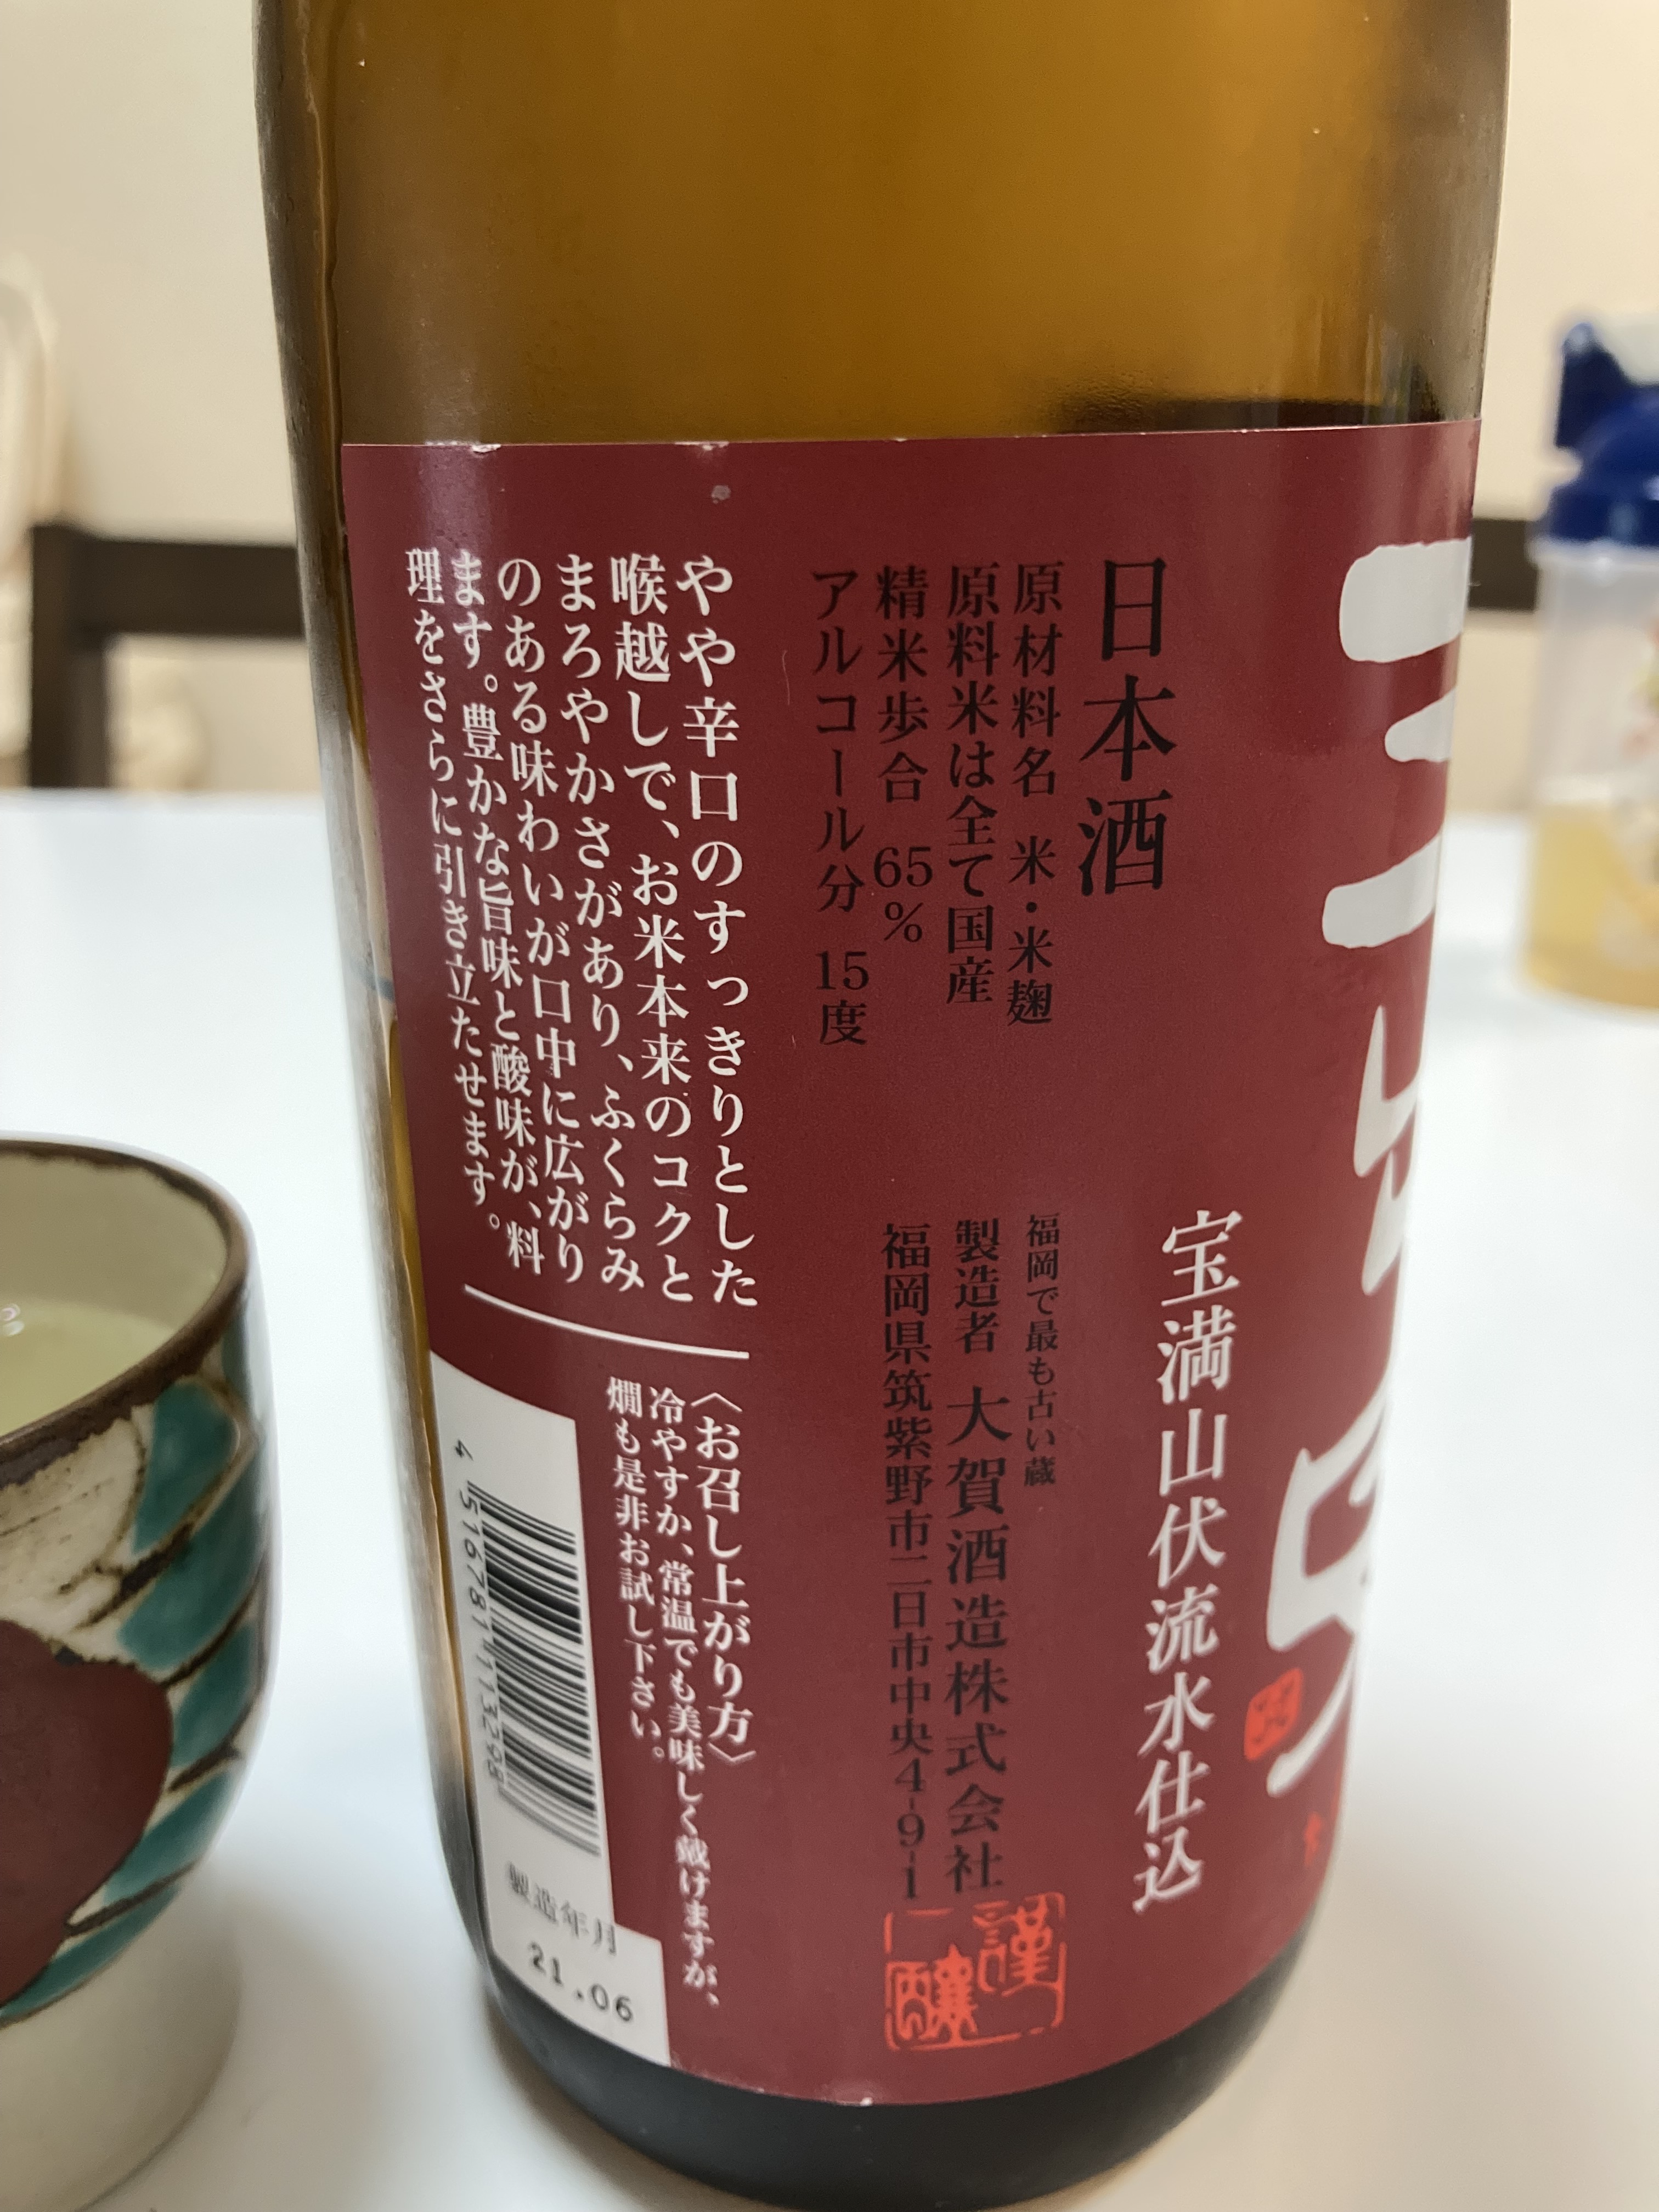 宝満山伏流水仕込
日本酒
原材料名 米・米麹
原料米は全て国産
精米歩合 65%
アルコール分 15度
福岡で最も古い蔵
製造者 大賀酒造株式会社
福岡県筑紫野市二日市中央4-9-1
謹醸
やや辛口のすっきりとした
喉越しで、お米本来のコクと
まろやかさがあり、ふくらみ
のある味わいが口中に広がり
ます。豊かな旨味と酸味が、料
理をさらに引き立たせます。
〈お召し上がり方〉
冷やすか、常温でも美味しく戴けますが、
燗も是非お試し下さい。
4 516781 113298
製造年月
21.06